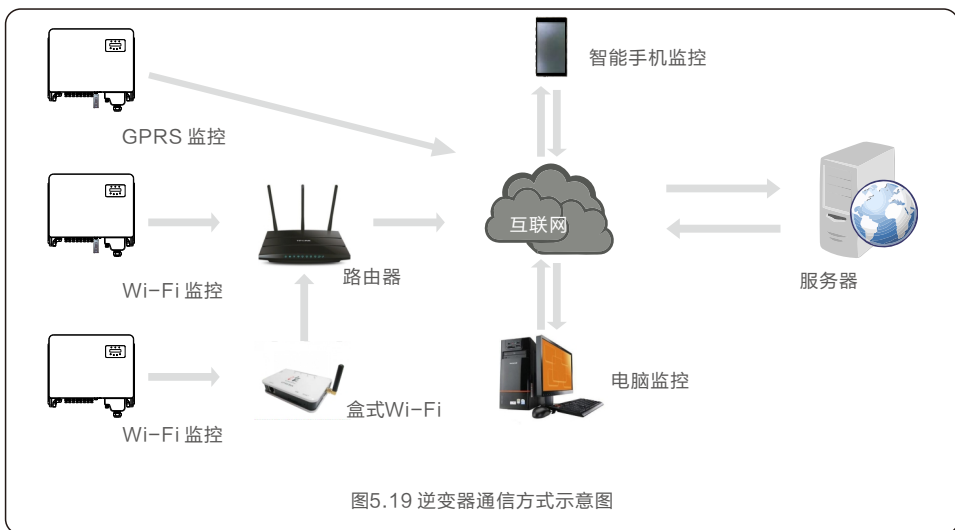 智能手机监控
GPRS 监控
互联网
Wi-Fi 监控
路由器
服务器
盒式Wi-Fi
电脑监控
Wi-Fi 监控
图5.19 逆变器通信方式示意图